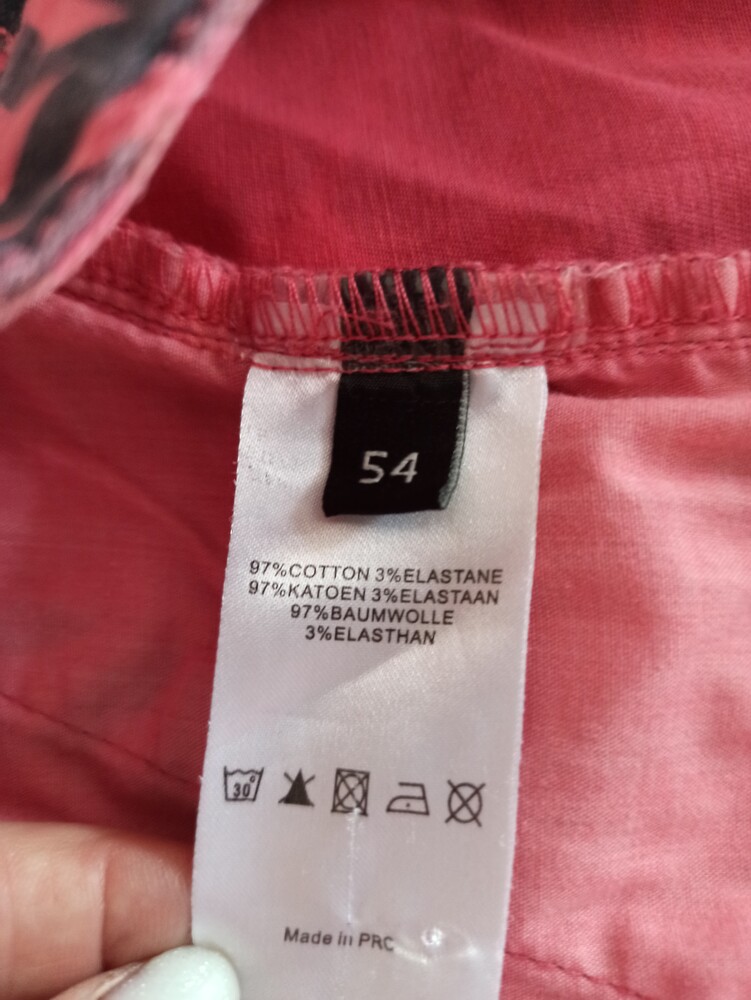 54
97%COTTON 3%ELASTANE
97%KATOEN 3%ELASTAAN
97%BAUMWOLLE
3%ELASTHAN
30°
Made in PRC